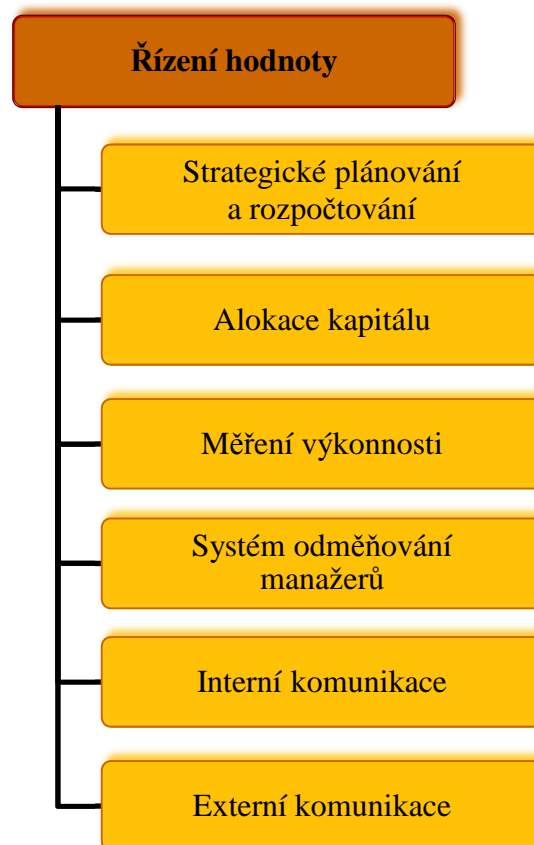 Řízení hodnoty
Strategické plánování
a rozpočtování
Alokace kapitálu
Měření výkonnosti
Systém odměňování
manažerů
Interní komunikace
Externí komunikace